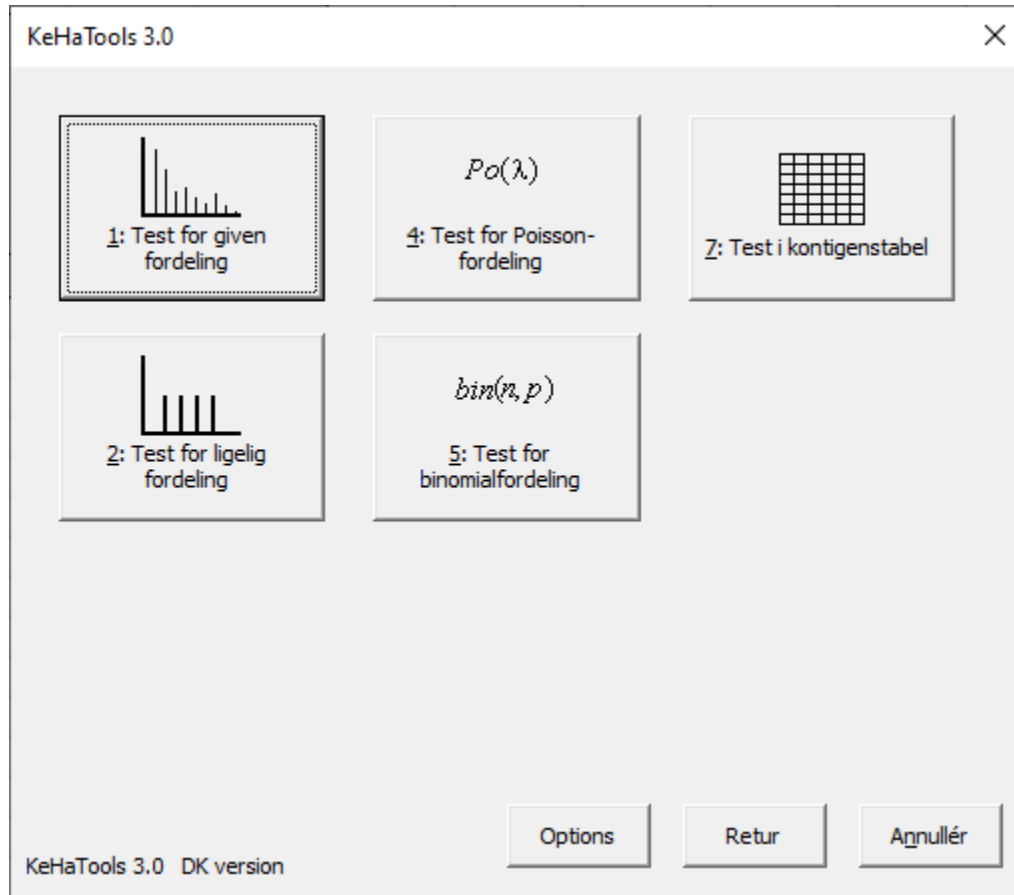 KeHaTools 3.0
1: Test for given
fordeling
Po(λ)
4: Test for Poisson-
fordeling
7: Test i kontigenstabel
2: Test for ligelig
fordeling
bin(n, p)
5: Test for
binomialfordeling
Options
Retur
Annullér
KeHaTools 3.0 DK version